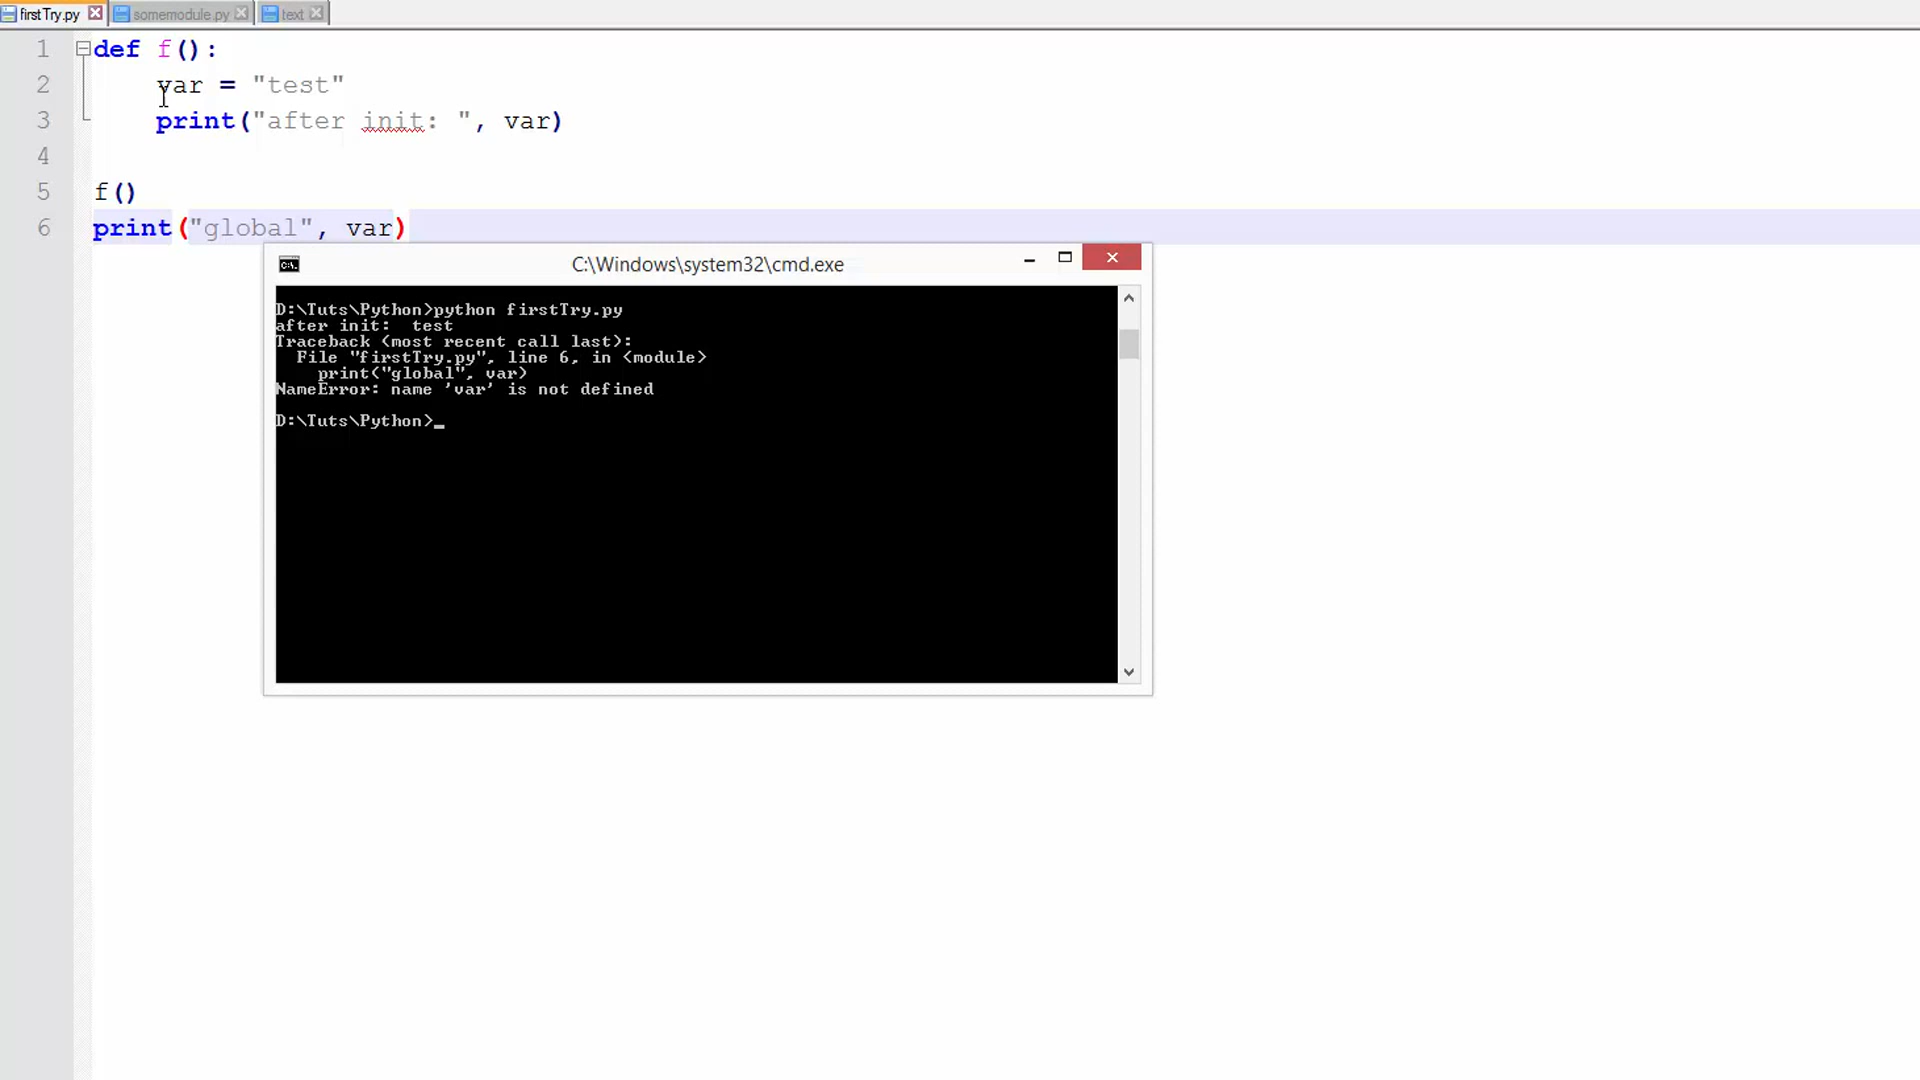 firstTry.py somemodule.py text
1 def f():
2 var = "test"
3 print("after init: ", var)
4
5 f()
6 print("global", var)
C:\Windows\system32\cmd.exe
D:\Tuts\Python>python firstTry.py
after init:  test
Traceback (most recent call last):
File "firstTry.py", line 6, in <module>
print("global", var)
NameError: name 'var' is not defined
D:\Tuts\Python>_